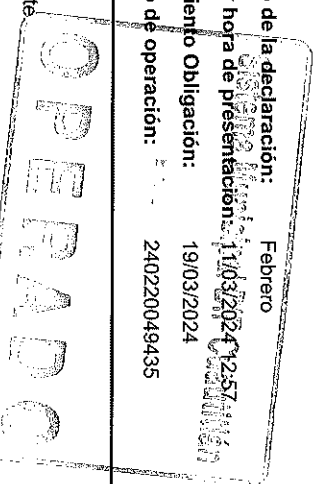 o de la declaración: Febrero
hora de presentación: 11/03/2024 12:57
iento Obligación: 19/03/2024
o de operación: 240220049435
OPERADO
te